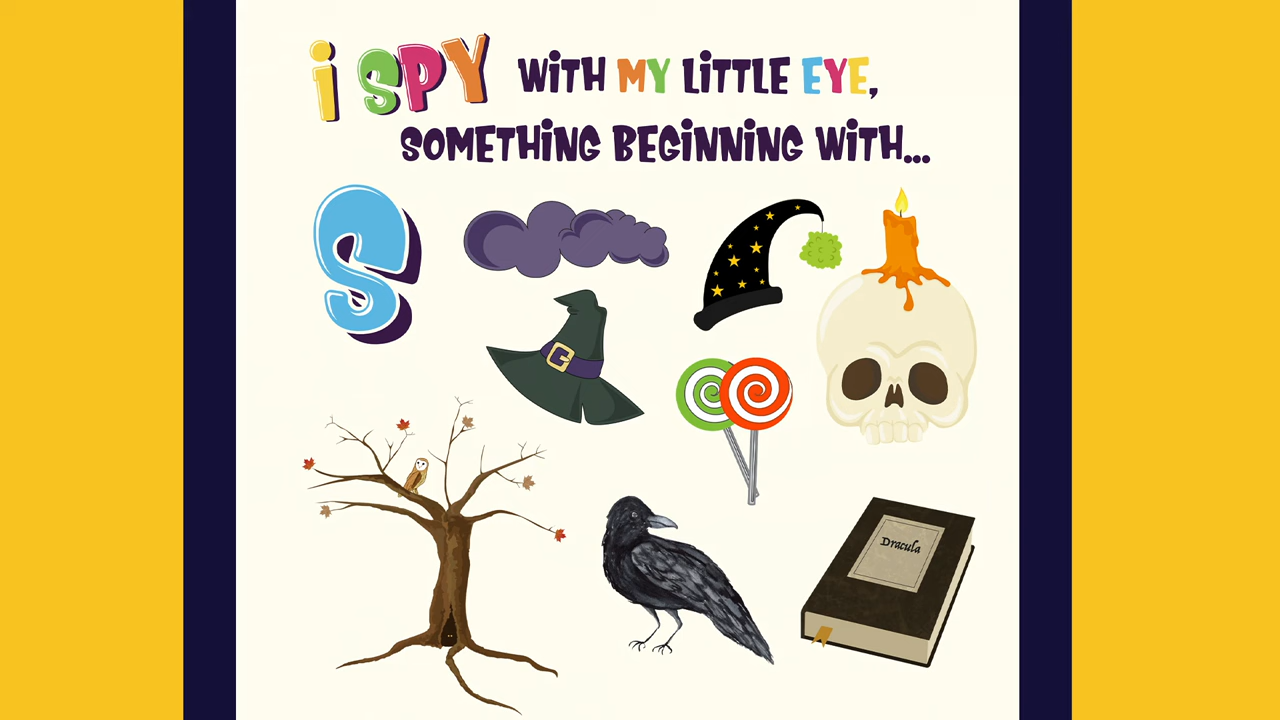 i SPY WITH MY LITTLE EYE,
SOMETHING BEGINNING WITH...
S
Dracula